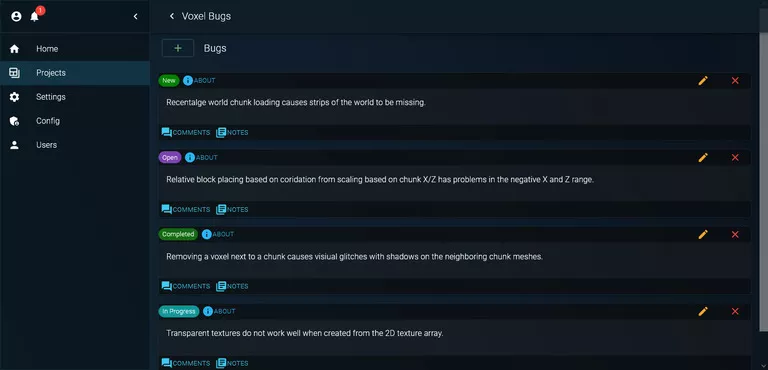 1
Voxel Bugs
Home
Projects
Settings
Config
Users
Bugs
New
ABOUT
Recentalge world chunk loading causes strips of the world to be missing.
COMMENTS NOTES
Open
ABOUT
Relative block placing based on coridation from scaling based on chunk X/Z has problems in the negative X and Z range.
COMMENTS NOTES
Completed
ABOUT
Removing a voxel next to a chunk causes visiual glitches with shadows on the neighboring chunk meshes.
COMMENTS NOTES
In Progress
ABOUT
Transparent textures do not work well when created from the 2D texture array.
COMMENTS NOTES